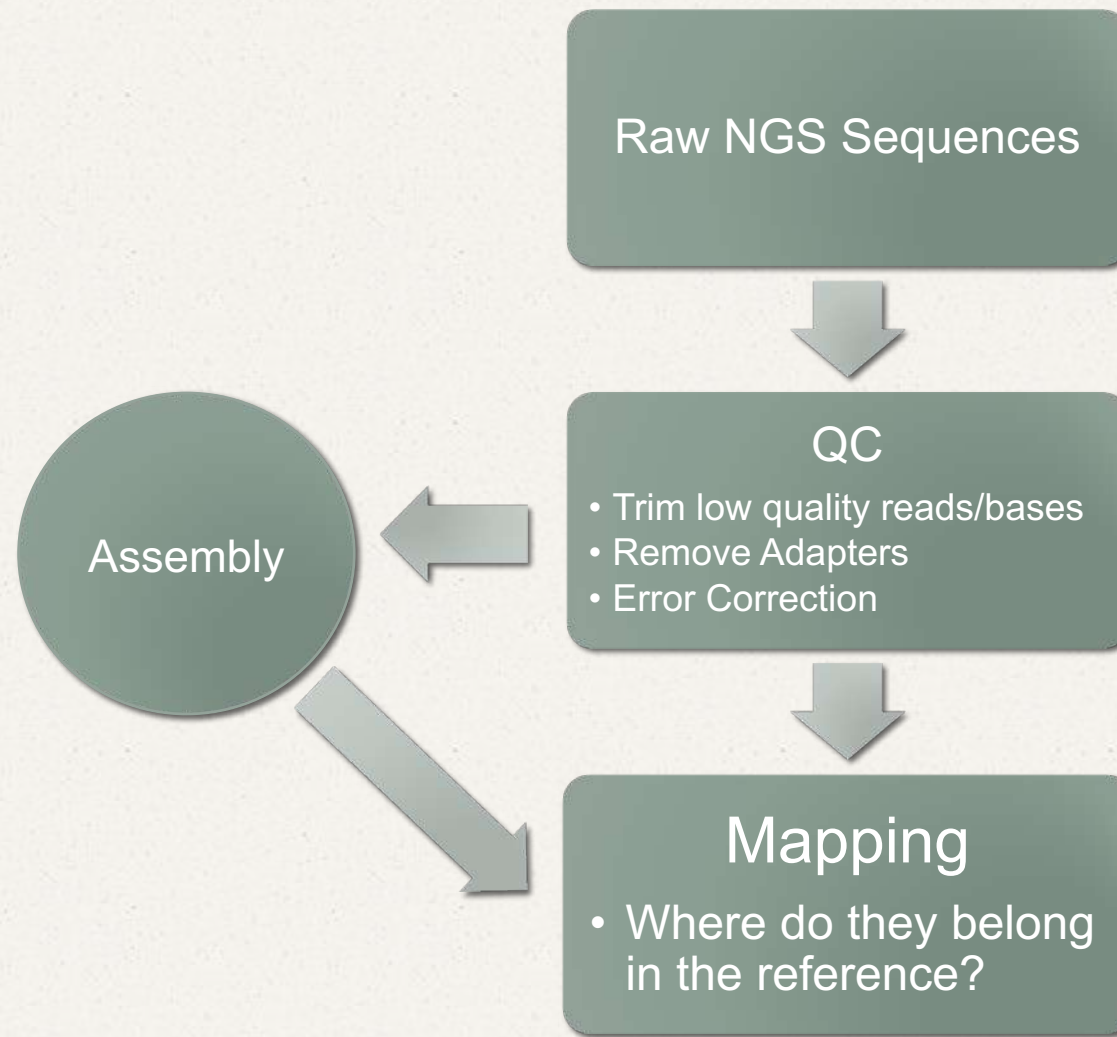 Raw NGS Sequences
QC
• Trim low quality reads/bases
• Remove Adapters
• Error Correction
Assembly
Mapping
• Where do they belong
in the reference?